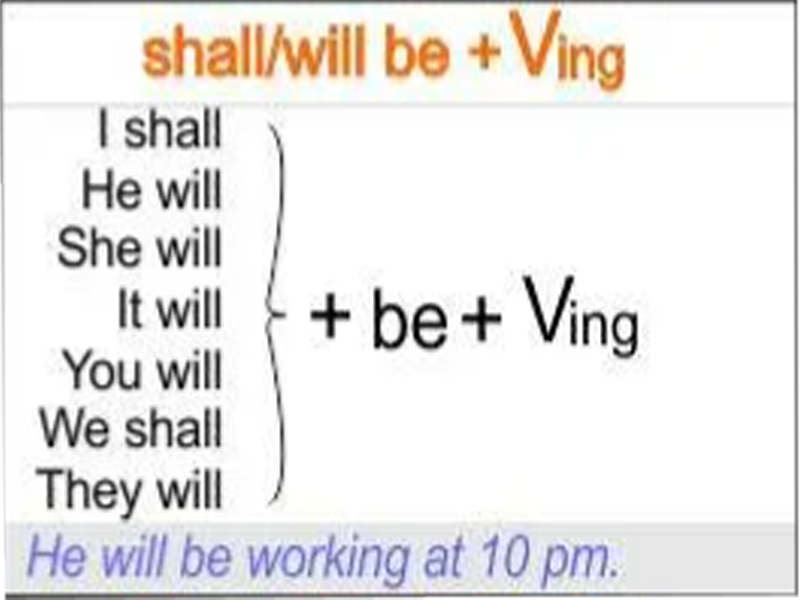 shall/will be + Ving
I shall
He will
She will
It will
You will
We shall
They will
+ be + Ving
He will be working at 10 pm.